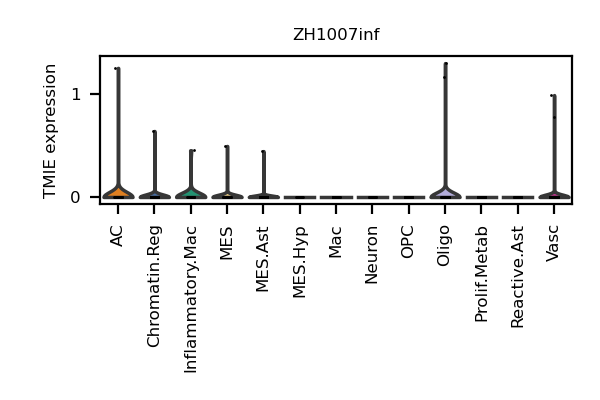 ZH1007inf
TMIE expression
1
0
AC
Chromatin.Reg
Inflammatory.Mac
MES
MES.Ast
MES.Hyp
Mac
Neuron
OPC
Oligo
Prolif.Metab
Reactive.Ast
Vasc